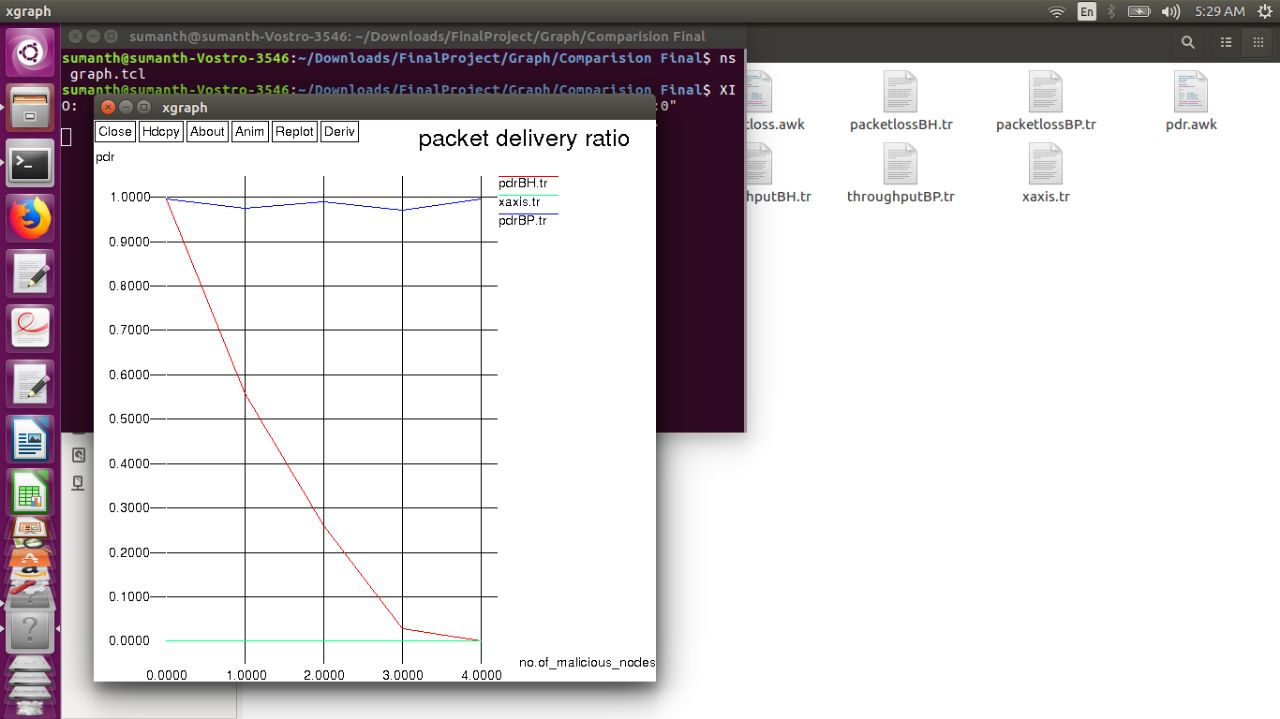 xgraph
En
5:29 AM
sumanth@sumanth-Vostro-3546: ~/Downloads/FinalProject/Graph/Comparision Final
sumanth@sumanth-Vostro-3546:~/Downloads/FinalProject/Graph/Comparision Final$ ns
graph.tcl
sumanth@sumanth-Vostro-3546:~/Downloads/FinalProject/Graph/Comparision Final$ XI
O:
:0"
xgraph
Close Hdcpy About Anim Replot Deriv
packet delivery ratio
pdr
pdrBH.tr
xaxis.tr
pdrBP.tr
1.0000
0.9000
0.8000
0.7000
0.6000
0.5000
0.4000
0.3000
0.2000
0.1000
0.0000
no.of_malicious_nodes
0.0000 1.0000 2.0000 3.0000
loss.awk packetlossBH.tr packetlossBP.tr pdr.awk
hputBH.tr throughputBP.tr xaxis.tr